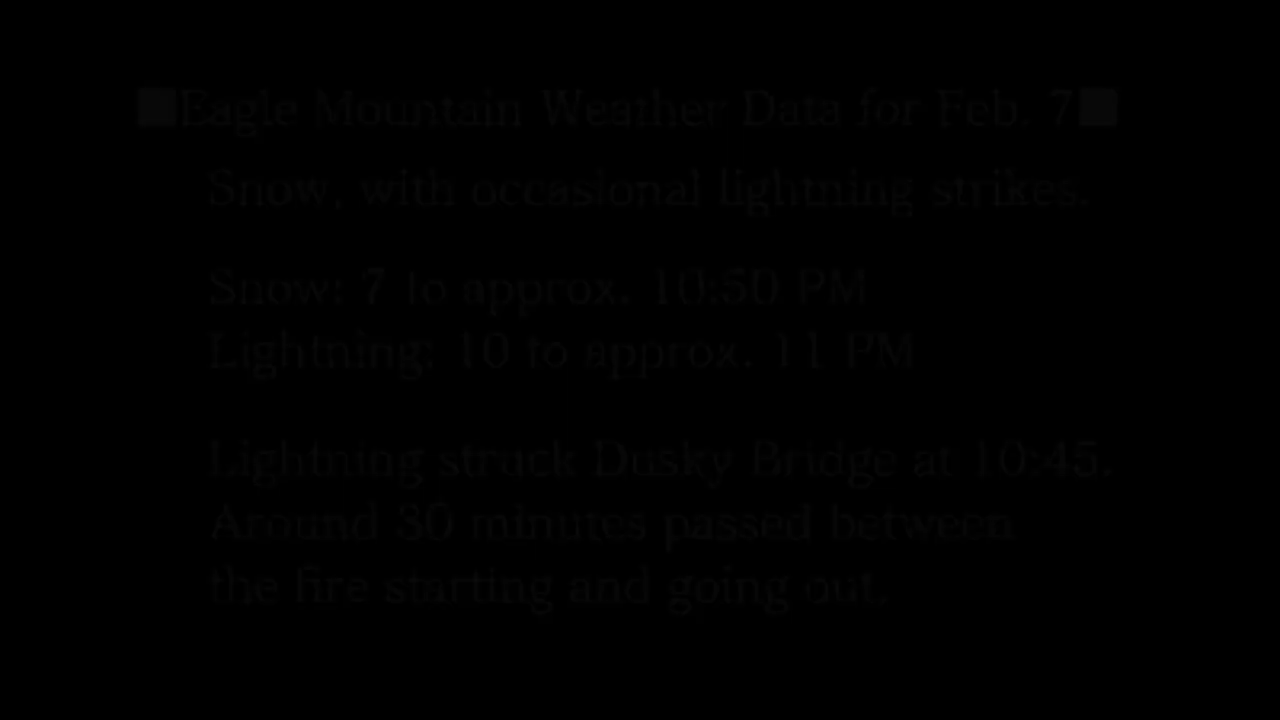 ■Eagle Mountain Weather Data for Feb. 7■
Snow, with occasional lightning strikes.
Snow: 7 to approx. 10:50 PM
Lightning: 10 to approx. 11 PM
Lightning struck Dusky Bridge at 10:45.
Around 30 minutes passed between
the fire starting and going out.